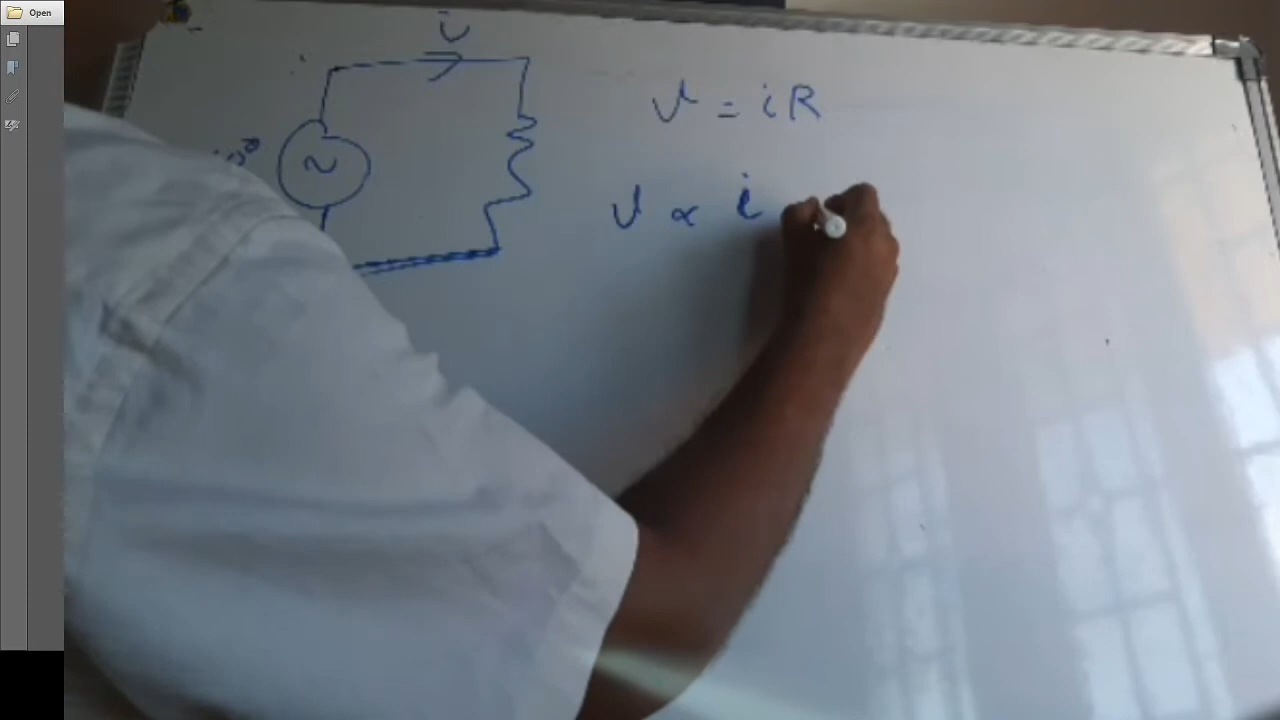 Open
i
v = iR
v ∝ i